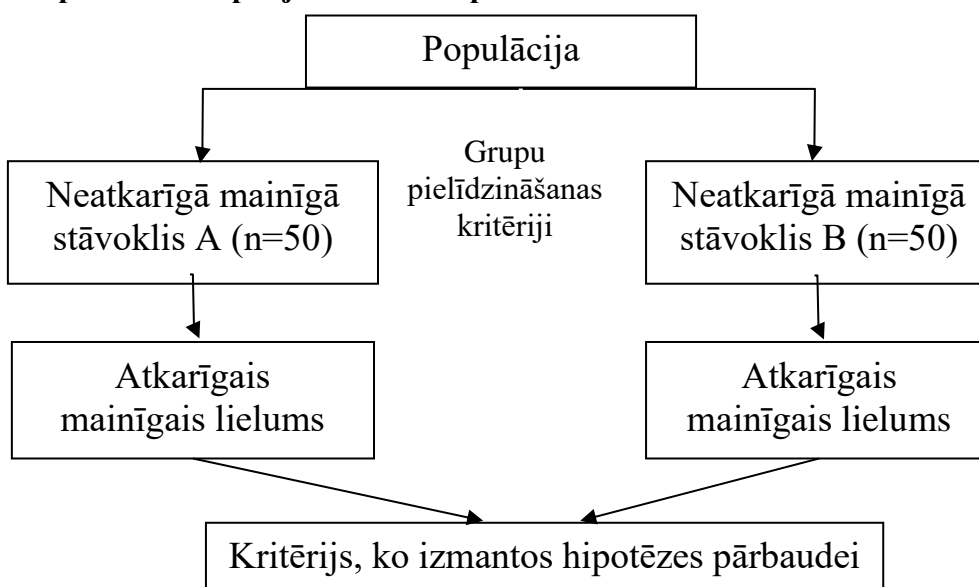 Populācija
Grupu
pielīdzināšanas
kritēriji
Neatkarīgā mainīgā
stāvoklis A (n=50)
Neatkarīgā mainīgā
stāvoklis B (n=50)
Atkarīgais
mainīgais lielums
Atkarīgais
mainīgais lielums
Kritērijs, ko izmantos hipotēzes pārbaudei